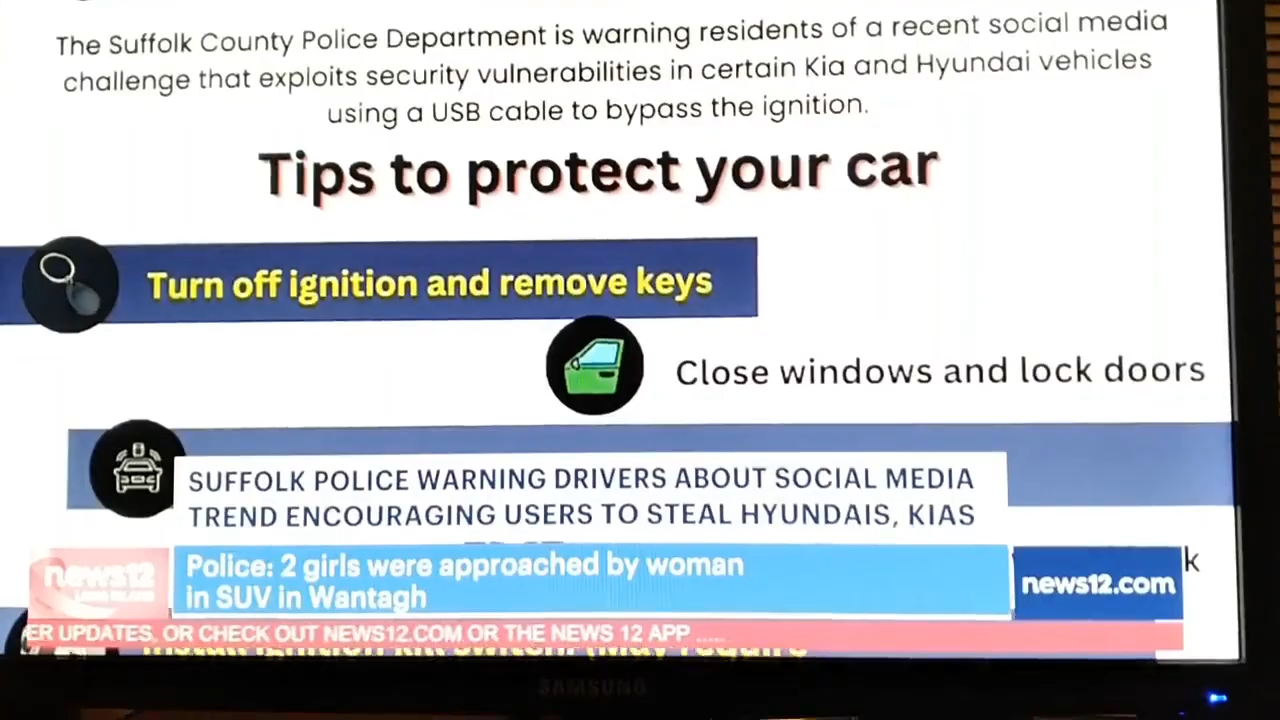 The Suffolk County Police Department is warning residents of a recent social media
challenge that exploits security vulnerabilities in certain Kia and Hyundai vehicles
using a USB cable to bypass the ignition.
Tips to protect your car
Turn off ignition and remove keys
Close windows and lock doors
SUFFOLK POLICE WARNING DRIVERS ABOUT SOCIAL MEDIA
TREND ENCOURAGING USERS TO STEAL HYUNDAIS, KIAS
k
news12
Police: 2 girls were approached by woman
in SUV in Wantagh
news12.com
ER UPDATES, OR CHECK OUT NEWS12.COM OR THE NEWS 12 APP
SAMSUNG